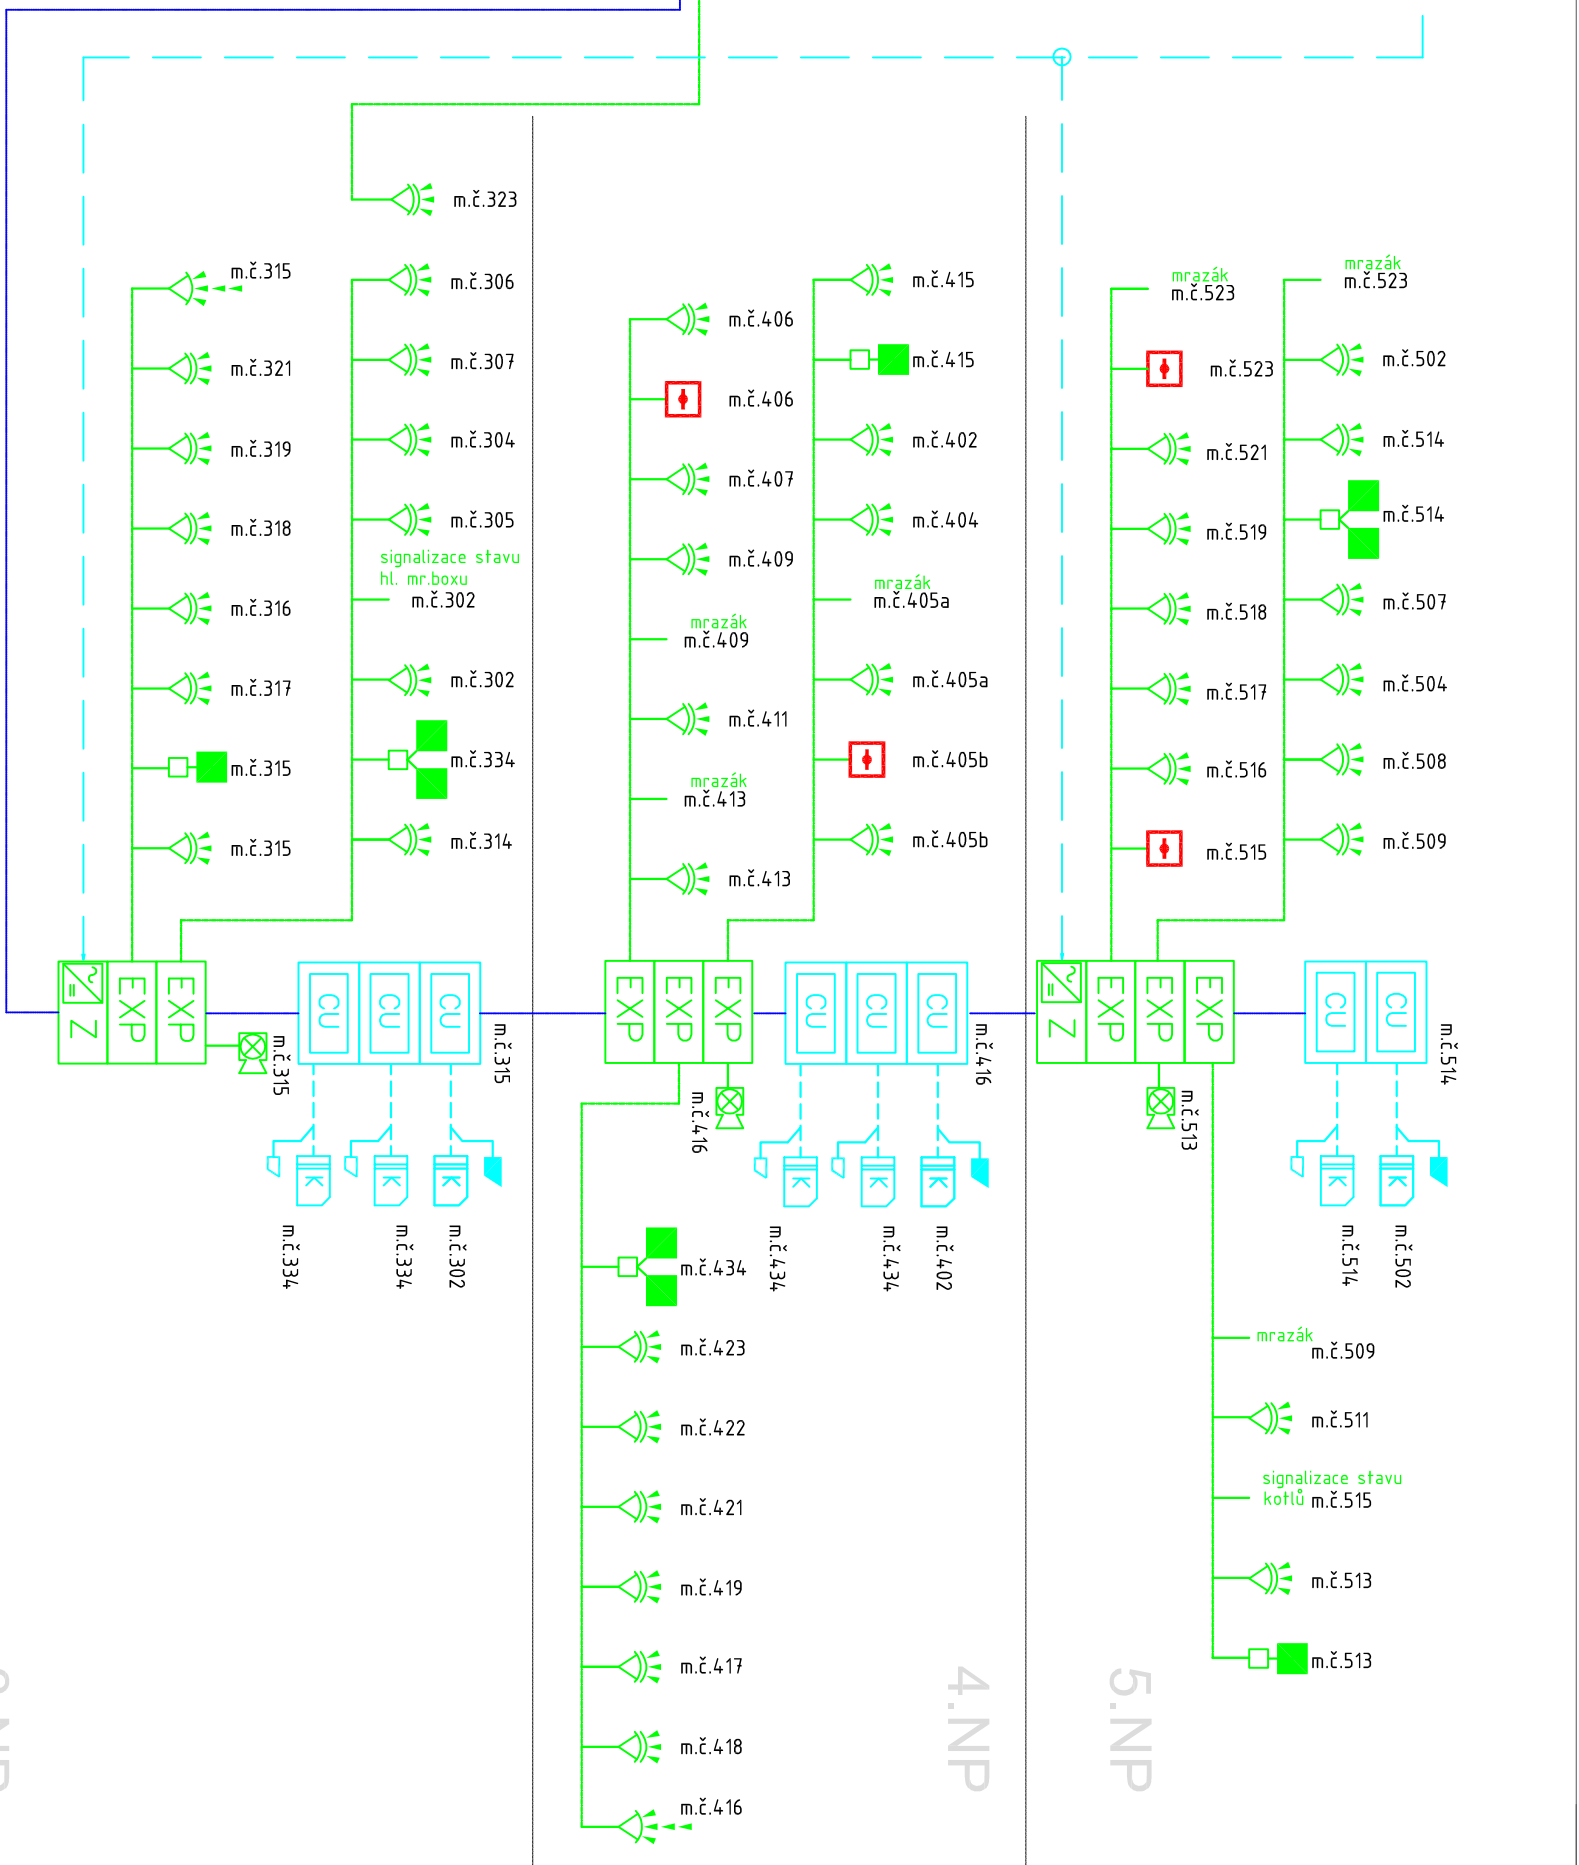 m.č.323
m.č.315
m.č.321
m.č.319
m.č.318
m.č.316
m.č.317
m.č.315
m.č.315
m.č.306
m.č.307
m.č.304
m.č.305
signalizace stavu
hl. mr.boxu
m.č.302
m.č.302
m.č.334
m.č.314
m.č.406
m.č.406
m.č.407
m.č.409
mrazák
m.č.409
m.č.411
mrazák
m.č.413
m.č.413
m.č.415
m.č.415
m.č.402
m.č.404
mrazák
m.č.405a
m.č.405a
m.č.405b
m.č.405b
mrazák
m.č.523
m.č.523
m.č.521
m.č.519
m.č.518
m.č.517
m.č.516
m.č.515
mrazák
m.č.523
m.č.502
m.č.514
m.č.514
m.č.507
m.č.504
m.č.508
m.č.509
Z
EXP
EXP
m.č.315
CU
CU
CU
m.č.315
K
K
K
m.č.334
m.č.334
m.č.302
EXP
EXP
EXP
m.č.416
CU
CU
CU
m.č.416
K
K
K
m.č.434
m.č.434
m.č.402
Z
EXP
EXP
EXP
m.č.513
CU
CU
m.č.514
K
K
m.č.514
m.č.502
m.č.434
m.č.423
m.č.422
m.č.421
m.č.419
m.č.417
m.č.418
m.č.416
mrazák
m.č.509
m.č.511
signalizace stavu
kotlů m.č.515
m.č.513
m.č.513
4.NP
5.NP